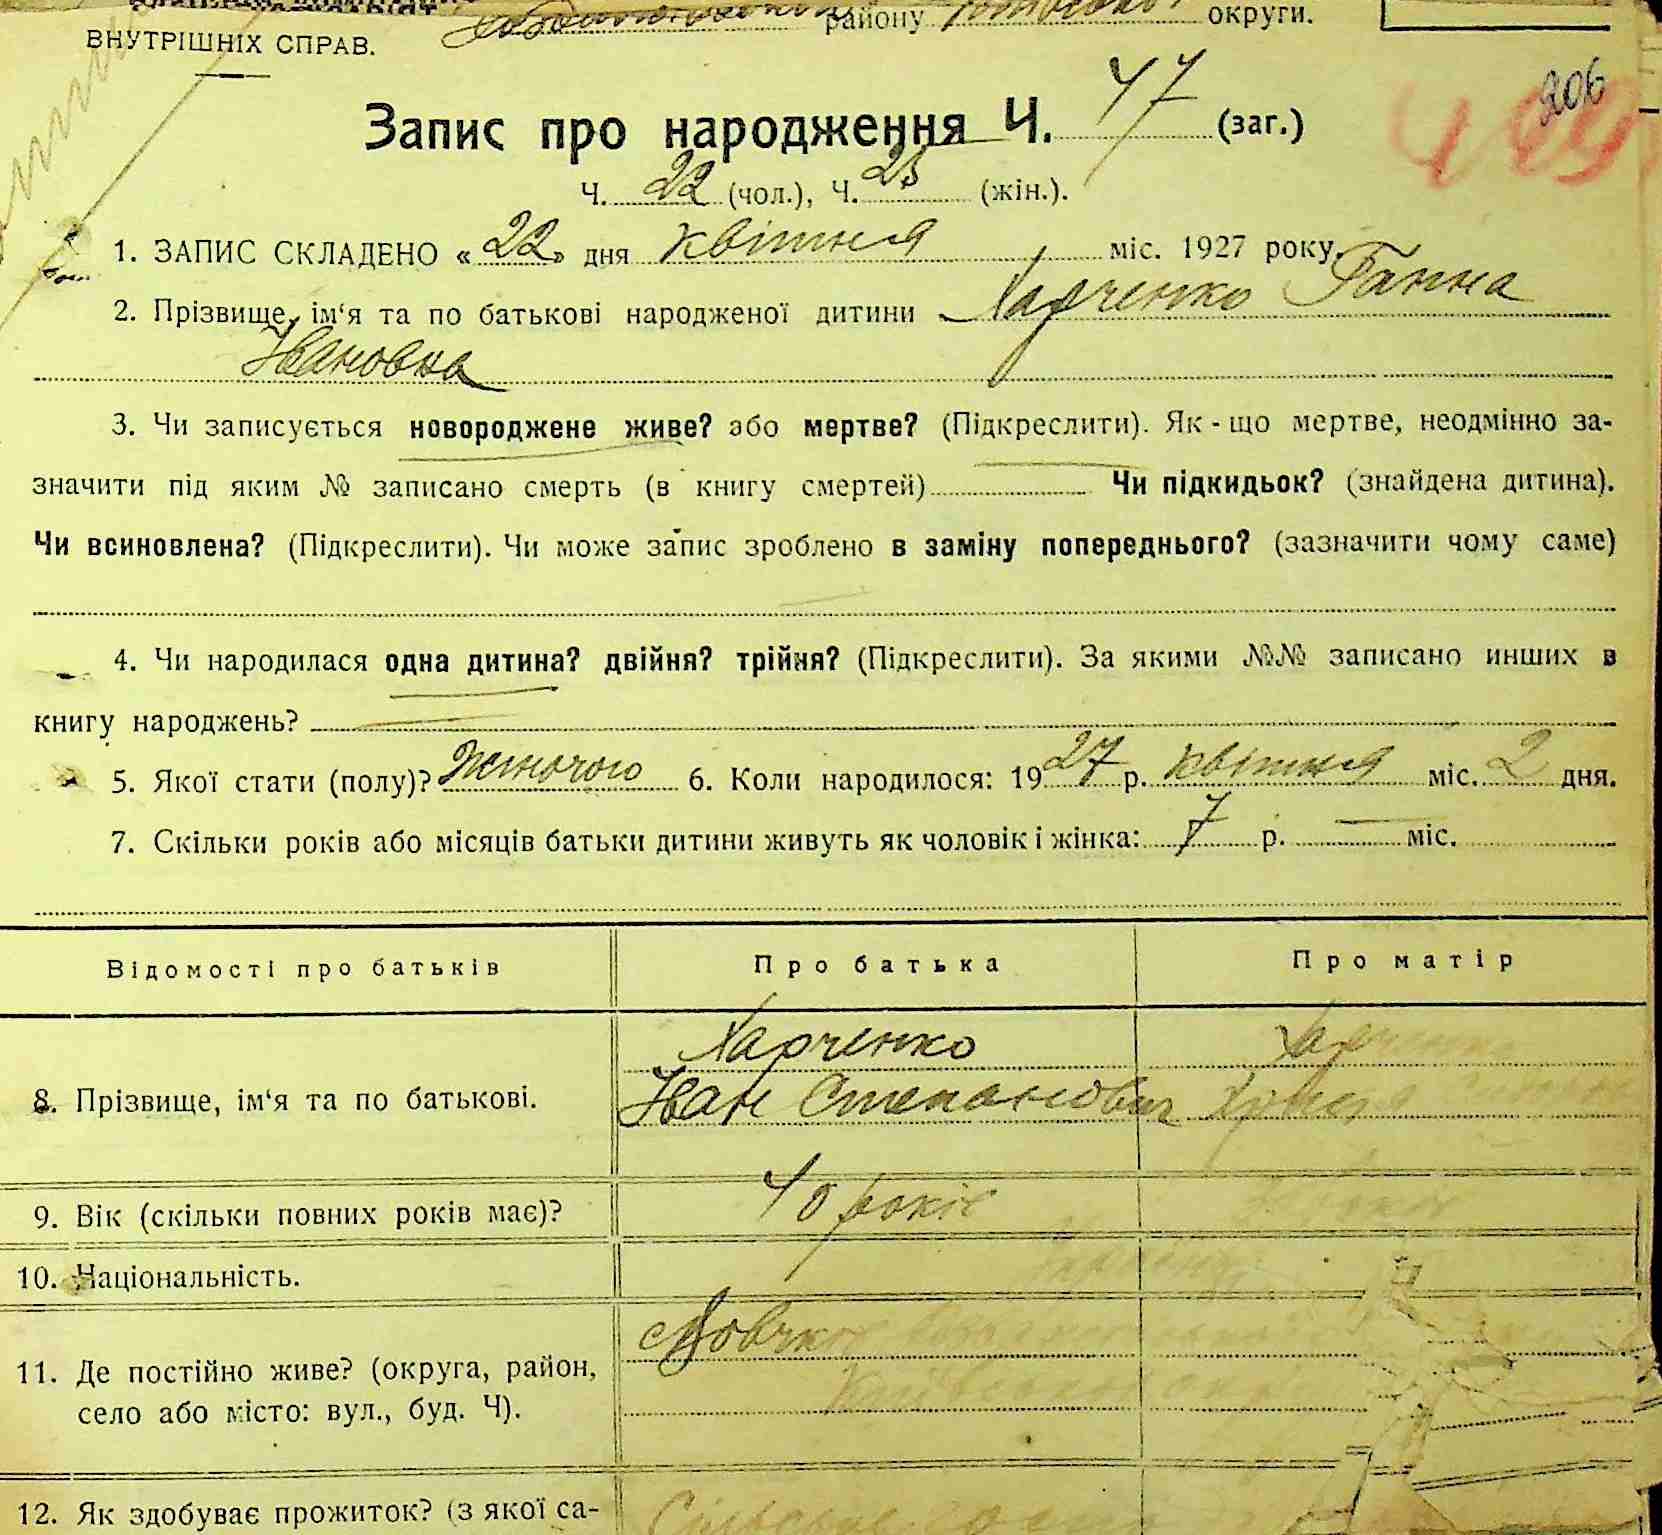 району округи.
ВНУТРІШНІХ СПРАВ.
206
Запис про народження Ч. 47 (заг.)
Ч. 22 (чол.), Ч. 25 (жін.).
1. ЗАПИС СКЛАДЕНО «22» дня квітня міс. 1927 року.
2. Прізвище, ім‘я та по батькові народженої дитини Харченко Ганна
Івановна
3. Чи записується новороджене живе? або мертве? (Підкреслити). Як-що мертве, неодмінно за-
значити під яким № записано смерть (в книгу смертей) Чи підкидьок? (знайдена дитина).
Чи всиновлена? (Підкреслити). Чи може запис зроблено в заміну попереднього? (зазначити чому саме)
4. Чи народилася одна дитина? двійня? трійня? (Підкреслити). За якими №№ записано инших в
книгу народжень?
5. Якої стати (полу)? Жіночого 6. Коли народилося: 1927 р. квітня міс. 2 дня.
7. Скільки років або місяців батьки дитини живуть як чоловік і жінка: 7 р. — міс.
Відомості про батьків Про батька Про матір
Харченко
8. Прізвище, ім‘я та по батькові. Іван Степанович
9. Вік (скільки повних років має)? 40 років
10. Національність.
11. Де постійно живе? (округа, район,
село або місто: вул., буд. Ч).
12. Як здобуває прожиток? (з якої са-